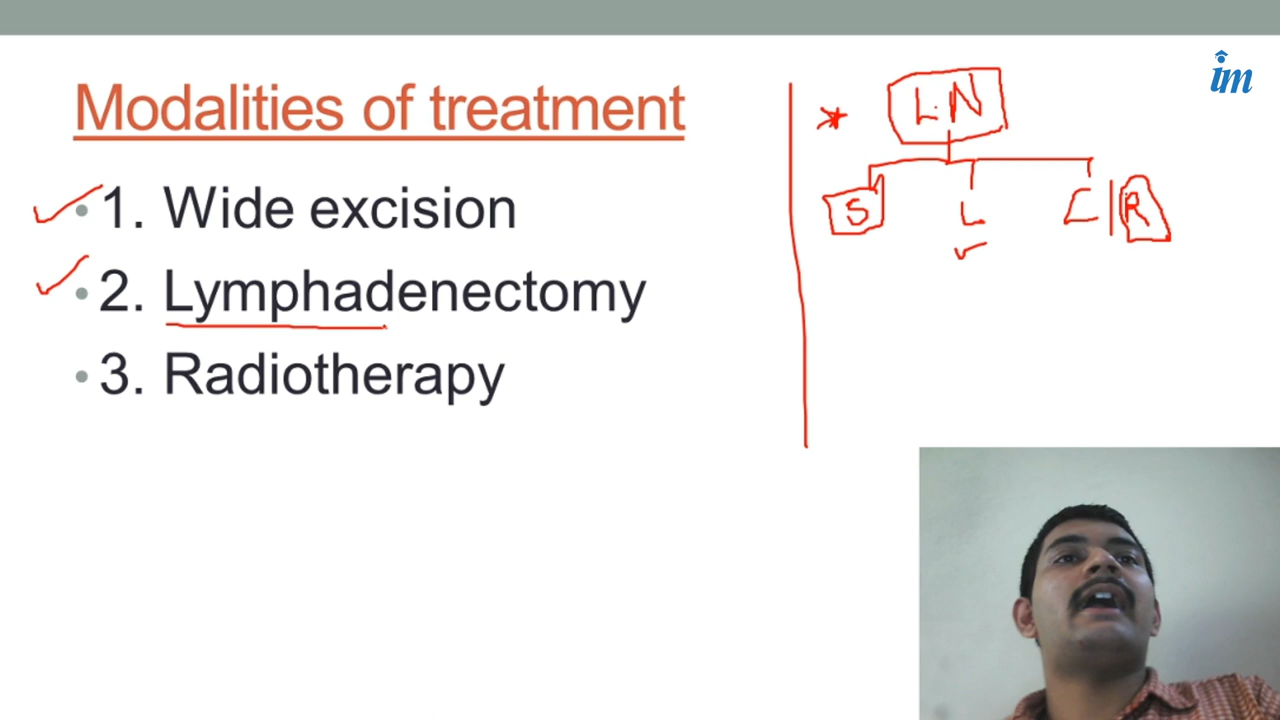 Modalities of treatment
• 1. Wide excision
• 2. Lymphadenectomy
• 3. Radiotherapy
im
L.N
S L C|R